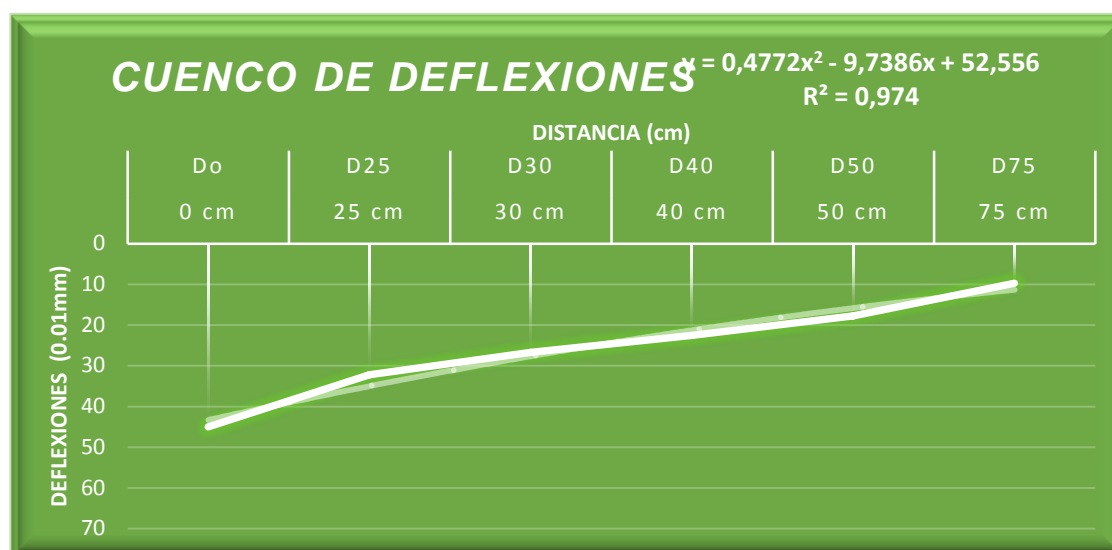 CUENCO DE DEFLEXIONES
y = 0,4772x² - 9,7386x + 52,556
R² = 0,974
DISTANCIA (cm)
Do D25 D30 D40 D50 D75
0 cm 25 cm 30 cm 40 cm 50 cm 75 cm
DEFLEXIONES (0.01mm)
0
10
20
30
40
50
60
70